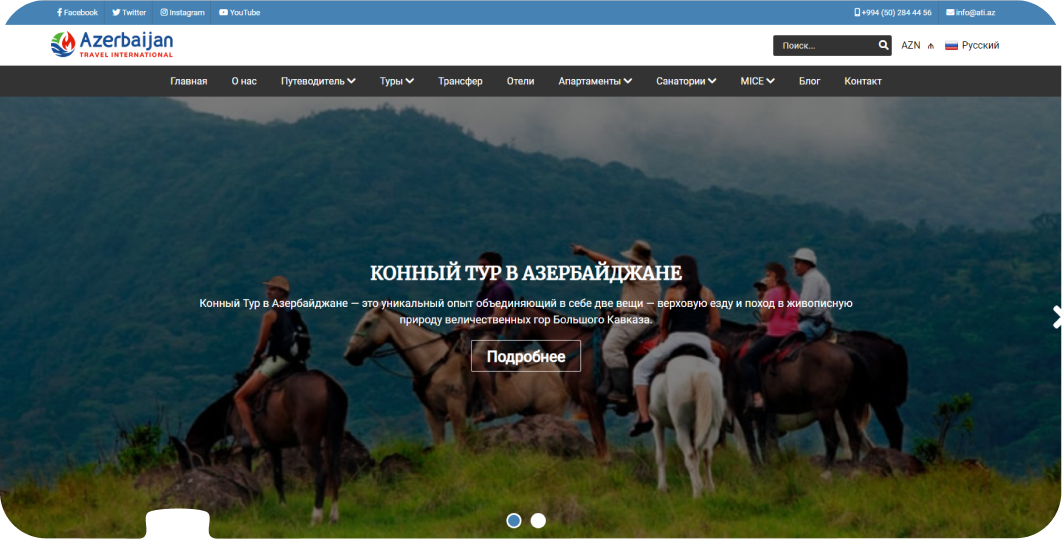 Facebook Twitter Instagram YouTube +994 (50) 284 44 56 info@ati.az
Azerbaijan
TRAVEL INTERNATIONAL
Поиск... AZN ₼ Русский
Главная О нас Путеводитель Туры Трансфер Отели Апартаменты Санатории MICE Блог Контакт
КОННЫЙ ТУР В АЗЕРБАЙДЖАНЕ
Конный Тур в Азербайджане — это уникальный опыт объединяющий в себе две вещи — верховую езду и поход в живописную
природу величественных гор Большого Кавказа.
Подробнее